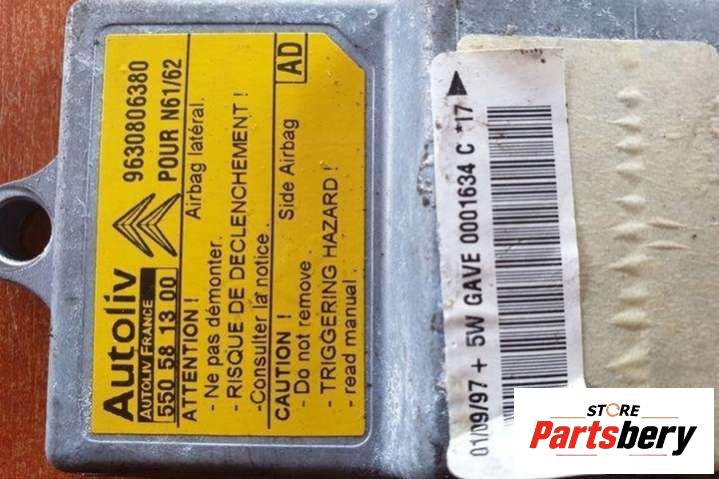 Autoliv
AUTOLIV FRANCE
550 58 13 00
9630806380
POUR N61/62
ATTENTION !
Airbag latéral.
- Ne pas démonter.
- RISQUE DE DECLENCHEMENT !
-Consulter la notice.
CAUTION !
Side Airbag
AD
- Do not remove.
- TRIGGERING HAZARD !
- read manual.
01/09/97 + 5W GAVE 0001634 C *17
STORE
Partsbery